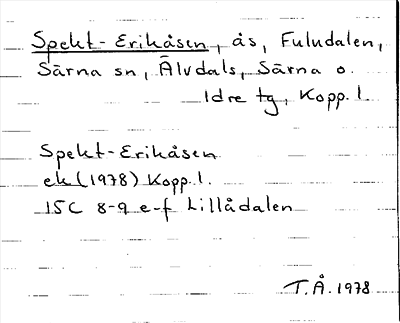 Spekt-Erikåsen, ås, Fuludalen,
Särna sn, Älvdals, Särna o.
Idre tg, Kopp. l.
Spekt-Erikåsen
ek (1978) Kopp. l.
15C 8-9 e-f Lillådalen
T.Å. 1978